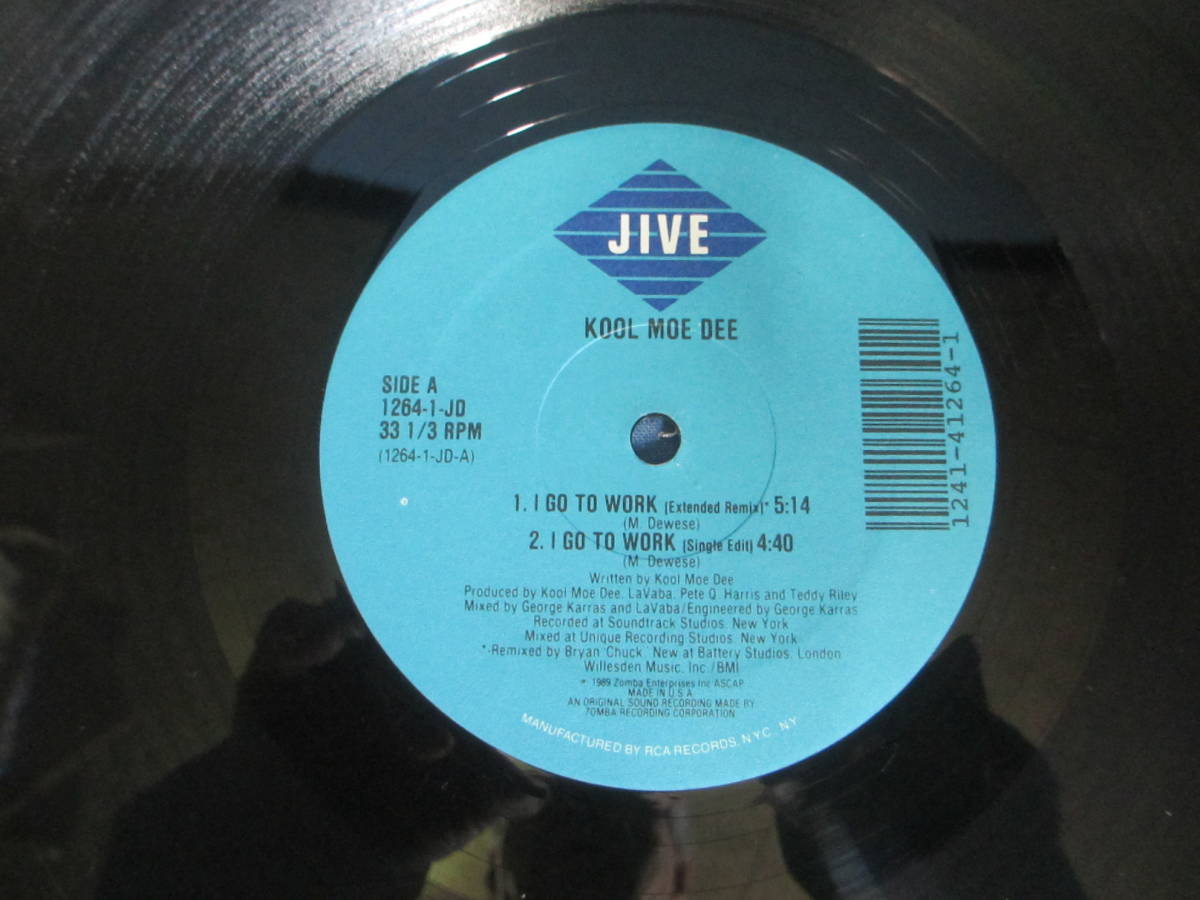 JIVE
KOOL MOE DEE
SIDE A
1264-1-JD
33 1/3 RPM
(1264-1-JD-A)
1241-41264-1
1. I GO TO WORK (Extended Remix)* 5:14
(M. Dewese)
2. I GO TO WORK (Single Edit) 4:40
(M. Dewese)
Written by Kool Moe Dee
Produced by Kool Moe Dee, LaVaba, Pete Q. Harris and Teddy Riley
Mixed by George Karras and LaVaba/Engineered by George Karras
Recorded at Soundtrack Studios, New York
Mixed at Unique Recording Studios, New York
*-Remixed by Bryan "Chuck" New at Battery Studios, London
Willesden Music, Inc./BMI
℗ 1989 Zomba Enterprises Inc ASCAP
MADE IN U.S.A.
AN ORIGINAL SOUND RECORDING MADE BY
ZOMBA RECORDING CORPORATION
MANUFACTURED BY RCA RECORDS, N.Y.C., N.Y.